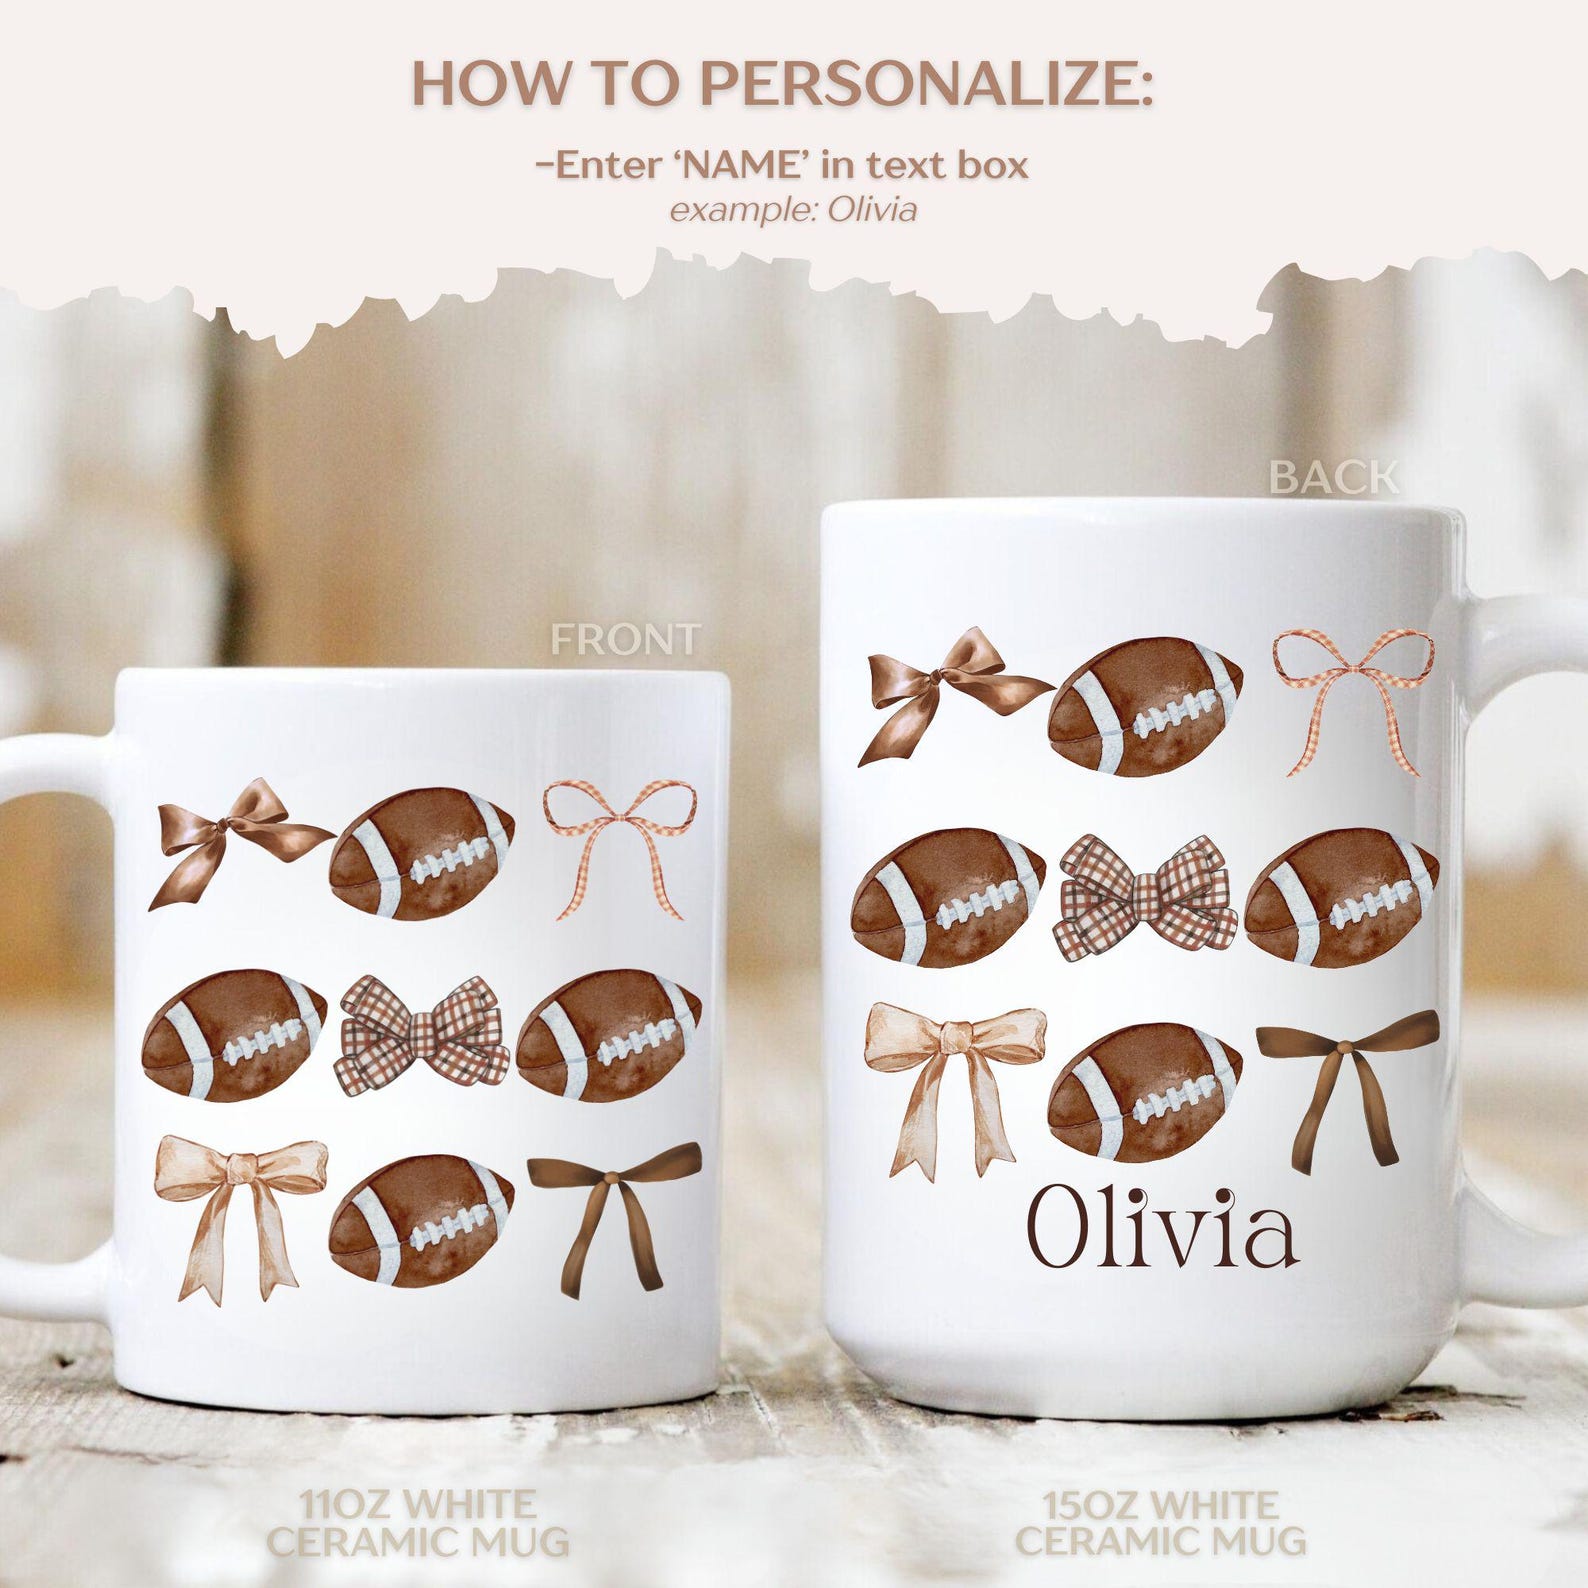 HOW TO PERSONALIZE:
-Enter ‘NAME’ in text box
example: Olivia
BACK
FRONT
Olivia
11OZ WHITE
CERAMIC MUG
15OZ WHITE
CERAMIC MUG